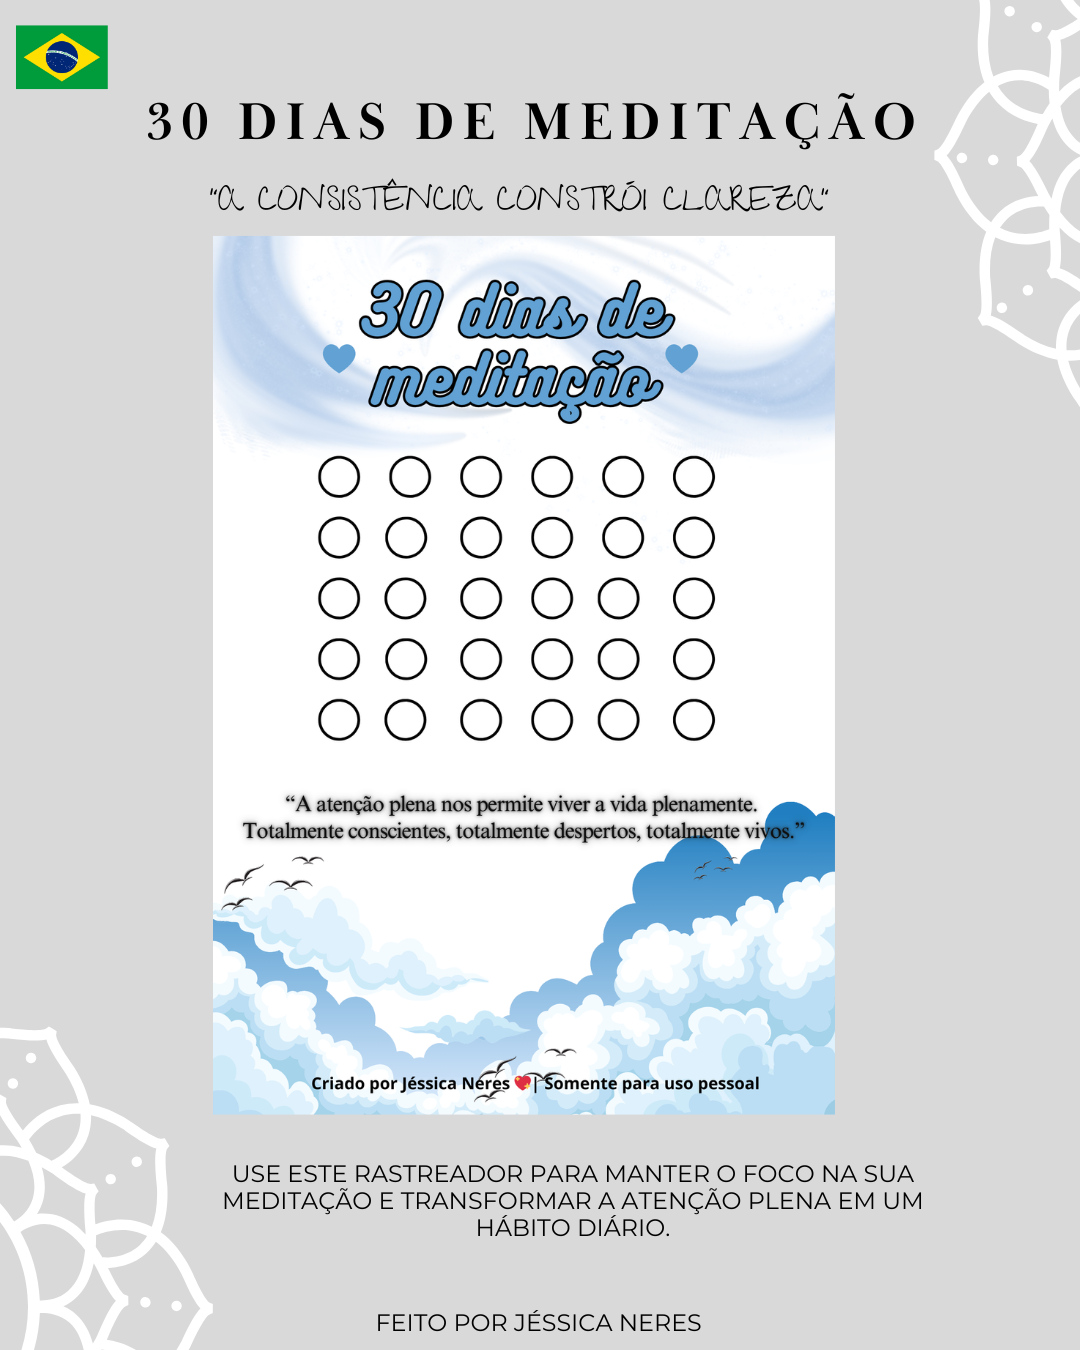 30 DIAS DE MEDITAÇÃO
"A CONSISTÊNCIA CONSTRÓI CLAREZA"
30 dias de
meditação
“A atenção plena nos permite viver a vida plenamente.
Totalmente conscientes, totalmente despertos, totalmente vivos.”
Criado por Jéssica Neres 💖| Somente para uso pessoal
USE ESTE RASTREADOR PARA MANTER O FOCO NA SUA
MEDITAÇÃO E TRANSFORMAR A ATENÇÃO PLENA EM UM
HÁBITO DIÁRIO.
FEITO POR JÉSSICA NERES